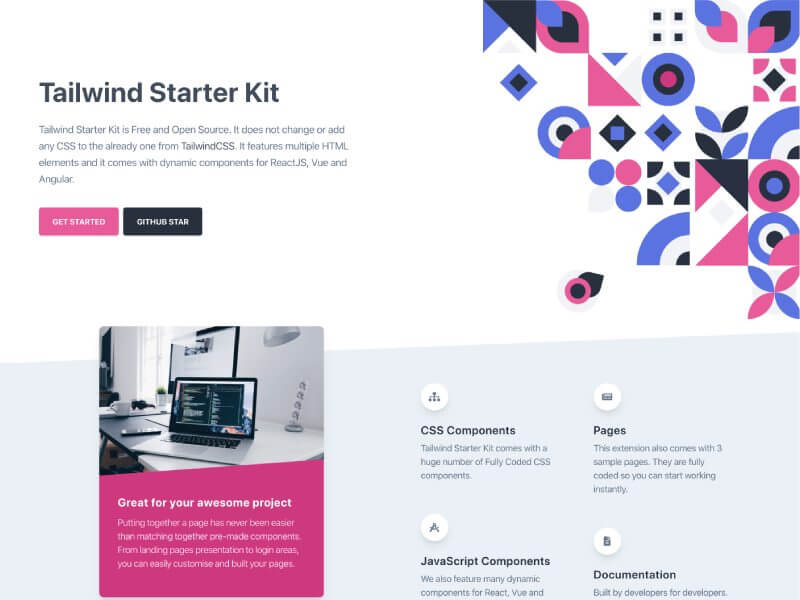 Tailwind Starter Kit
Tailwind Starter Kit is Free and Open Source. It does not change or add
any CSS to the already one from TailwindCSS. It features multiple HTML
elements and it comes with dynamic components for ReactJS, Vue and
Angular.
GET STARTED
GITHUB STAR
Great for your awesome project
Putting together a page has never been easier
than matching together pre-made components.
From landing pages presentation to login areas,
you can easily customise and built your pages.
CSS Components
Tailwind Starter Kit comes with a
huge number of Fully Coded CSS
components.
Pages
This extension also comes with 3
sample pages. They are fully
coded so you can start working
instantly.
JavaScript Components
We also feature many dynamic
components for React, Vue and
Documentation
Built by developers for developers.